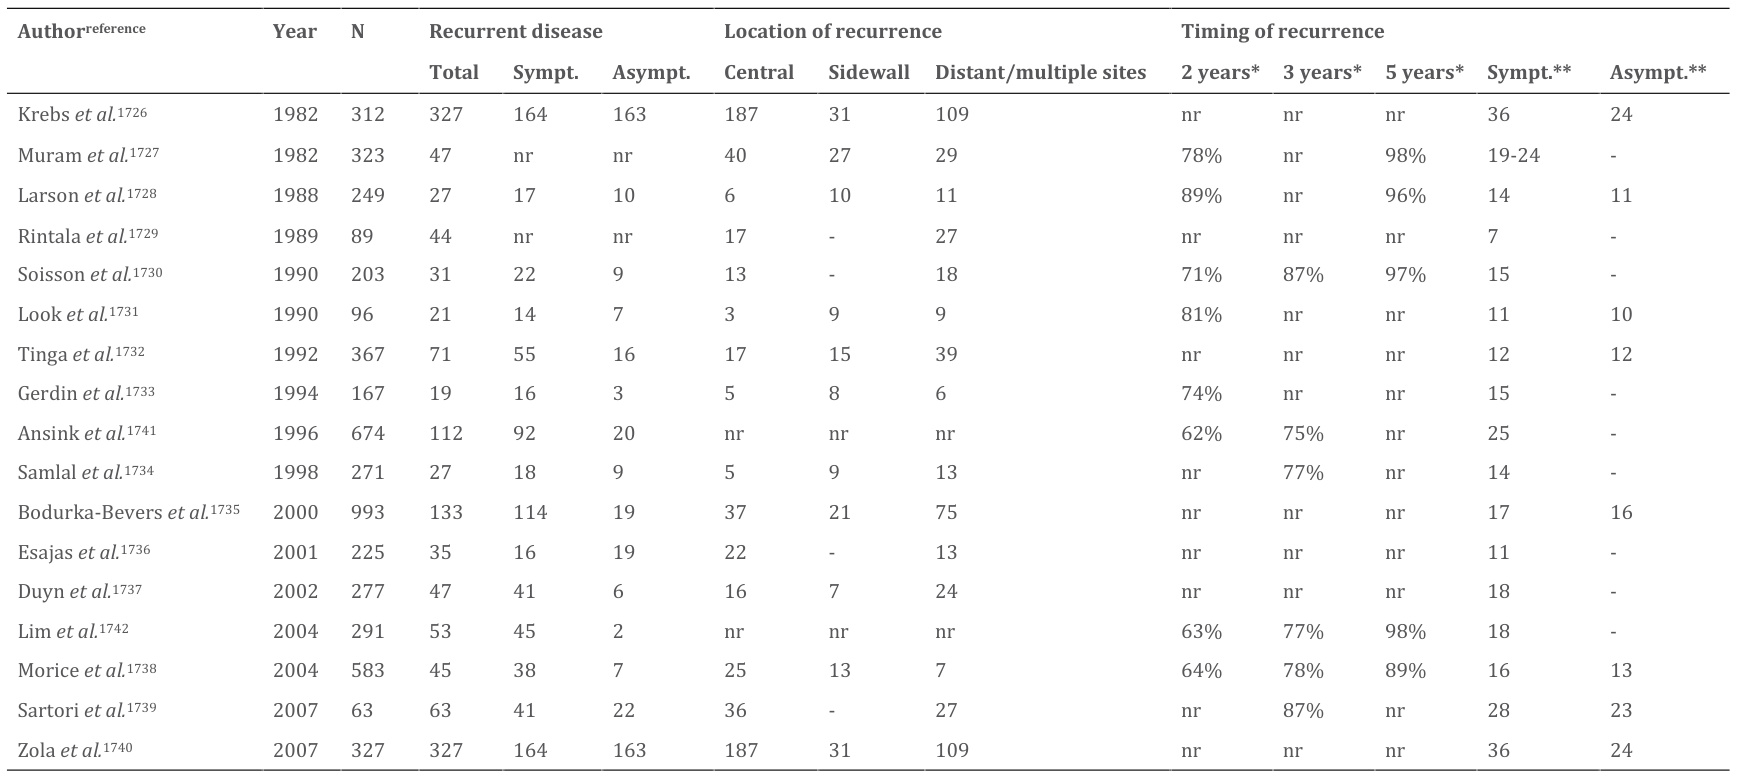 Authorreference Year N Recurrent disease Location of recurrence Timing of recurrence
Total Sympt. Asympt. Central Sidewall Distant/multiple sites 2 years* 3 years* 5 years* Sympt.** Asympt.**
Krebs et al.1726 1982 312 327 164 163 187 31 109 nr nr nr 36 24
Muram et al.1727 1982 323 47 nr nr 40 27 29 78% nr 98% 19-24 -
Larson et al.1728 1988 249 27 17 10 6 10 11 89% nr 96% 14 11
Rintala et al.1729 1989 89 44 nr nr 17 - 27 nr nr nr 7 -
Soisson et al.1730 1990 203 31 22 9 13 - 18 71% 87% 97% 15 -
Look et al.1731 1990 96 21 14 7 3 9 9 81% nr nr 11 10
Tinga et al.1732 1992 367 71 55 16 17 15 39 nr nr nr 12 12
Gerdin et al.1733 1994 167 19 16 3 5 8 6 74% nr nr 15 -
Ansink et al.1741 1996 674 112 92 20 nr nr nr 62% 75% nr 25 -
Samlal et al.1734 1998 271 27 18 9 5 9 13 nr 77% nr 14 -
Bodurka-Bevers et al.1735 2000 993 133 114 19 37 21 75 nr nr nr 17 16
Esajas et al.1736 2001 225 35 16 19 22 - 13 nr nr nr 11 -
Duyn et al.1737 2002 277 47 41 6 16 7 24 nr nr nr 18 -
Lim et al.1742 2004 291 53 45 2 nr nr nr 63% 77% 98% 18 -
Morice et al.1738 2004 583 45 38 7 25 13 7 64% 78% 89% 16 13
Sartori et al.1739 2007 63 63 41 22 36 - 27 nr 87% nr 28 23
Zola et al.1740 2007 327 327 164 163 187 31 109 nr nr nr 36 24